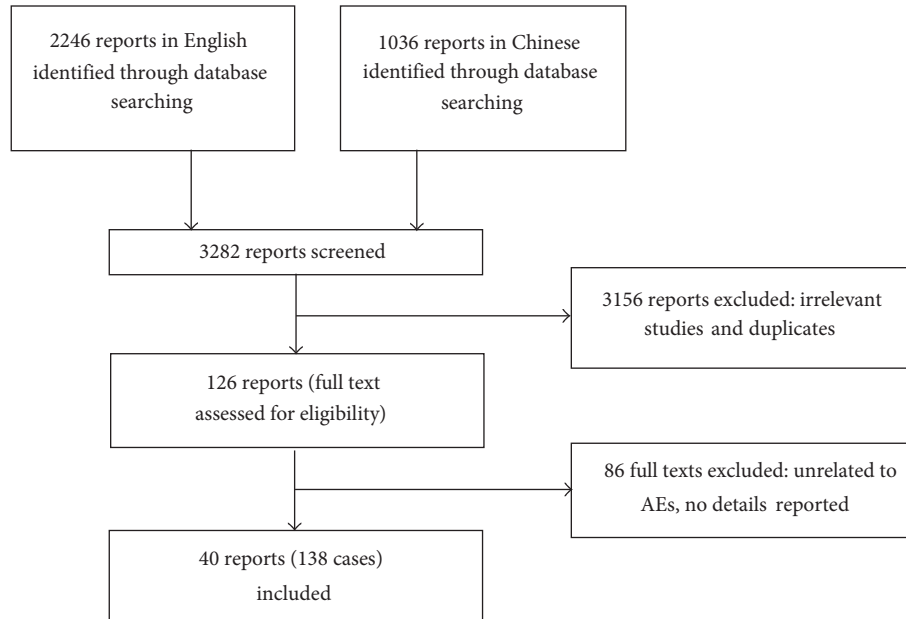 2246 reports in English
identified through database
searching
1036 reports in Chinese
identified through database
searching
3282 reports screened
3156 reports excluded: irrelevant
studies and duplicates
126 reports (full text
assessed for eligibility)
86 full texts excluded: unrelated to
AEs, no details reported
40 reports (138 cases)
included